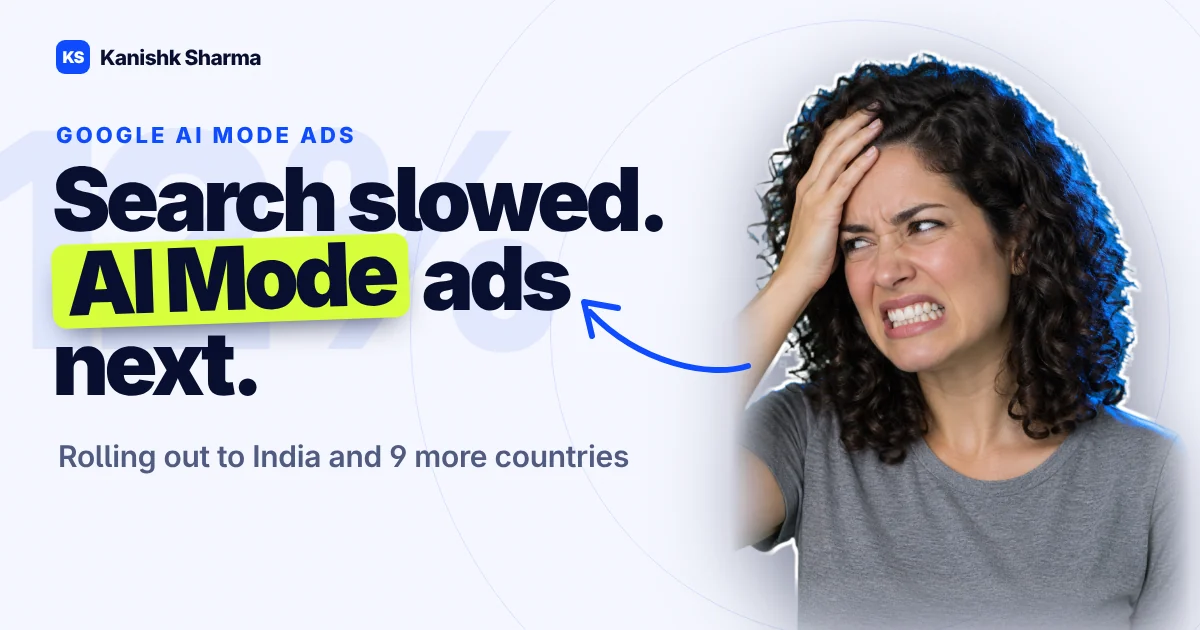 KS Kanishk Sharma
GOOGLE AI MODE ADS
12%
Search slowed.
AI Mode ads
next.
Rolling out to India and 9 more countries